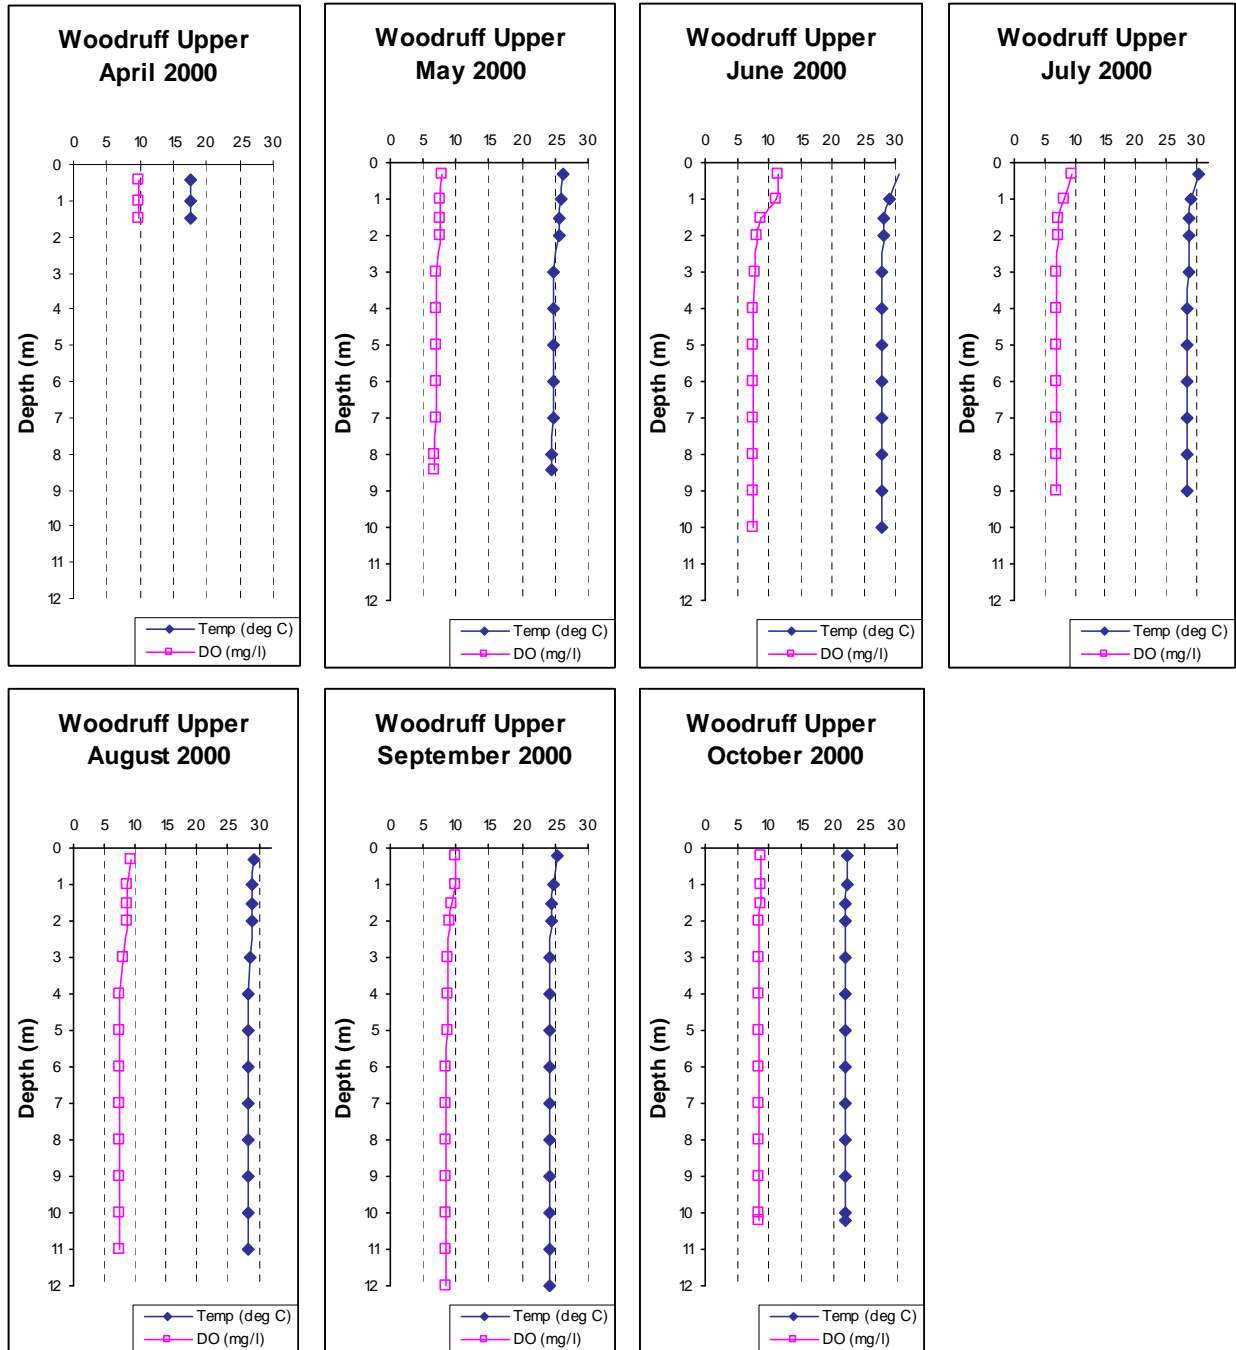 Woodruff Upper
April 2000
0 5 10 15 20 25 30
0
1
2
3
4
5
6
7
8
9
10
11
12
Depth (m)
Temp (deg C)
DO (mg/l)
Woodruff Upper
May 2000
0 5 10 15 20 25 30
0
1
2
3
4
5
6
7
8
9
10
11
12
Depth (m)
Temp (deg C)
DO (mg/l)
Woodruff Upper
June 2000
0 5 10 15 20 25 30
0
1
2
3
4
5
6
7
8
9
10
11
12
Depth (m)
Temp (deg C)
DO (mg/l)
Woodruff Upper
July 2000
0 5 10 15 20 25 30
0
1
2
3
4
5
6
7
8
9
10
11
12
Depth (m)
Temp (deg C)
DO (mg/l)
Woodruff Upper
August 2000
0 5 10 15 20 25 30
0
1
2
3
4
5
6
7
8
9
10
11
12
Depth (m)
Temp (deg C)
DO (mg/l)
Woodruff Upper
September 2000
0 5 10 15 20 25 30
0
1
2
3
4
5
6
7
8
9
10
11
12
Depth (m)
Temp (deg C)
DO (mg/l)
Woodruff Upper
October 2000
0 5 10 15 20 25 30
0
1
2
3
4
5
6
7
8
9
10
11
12
Depth (m)
Temp (deg C)
DO (mg/l)